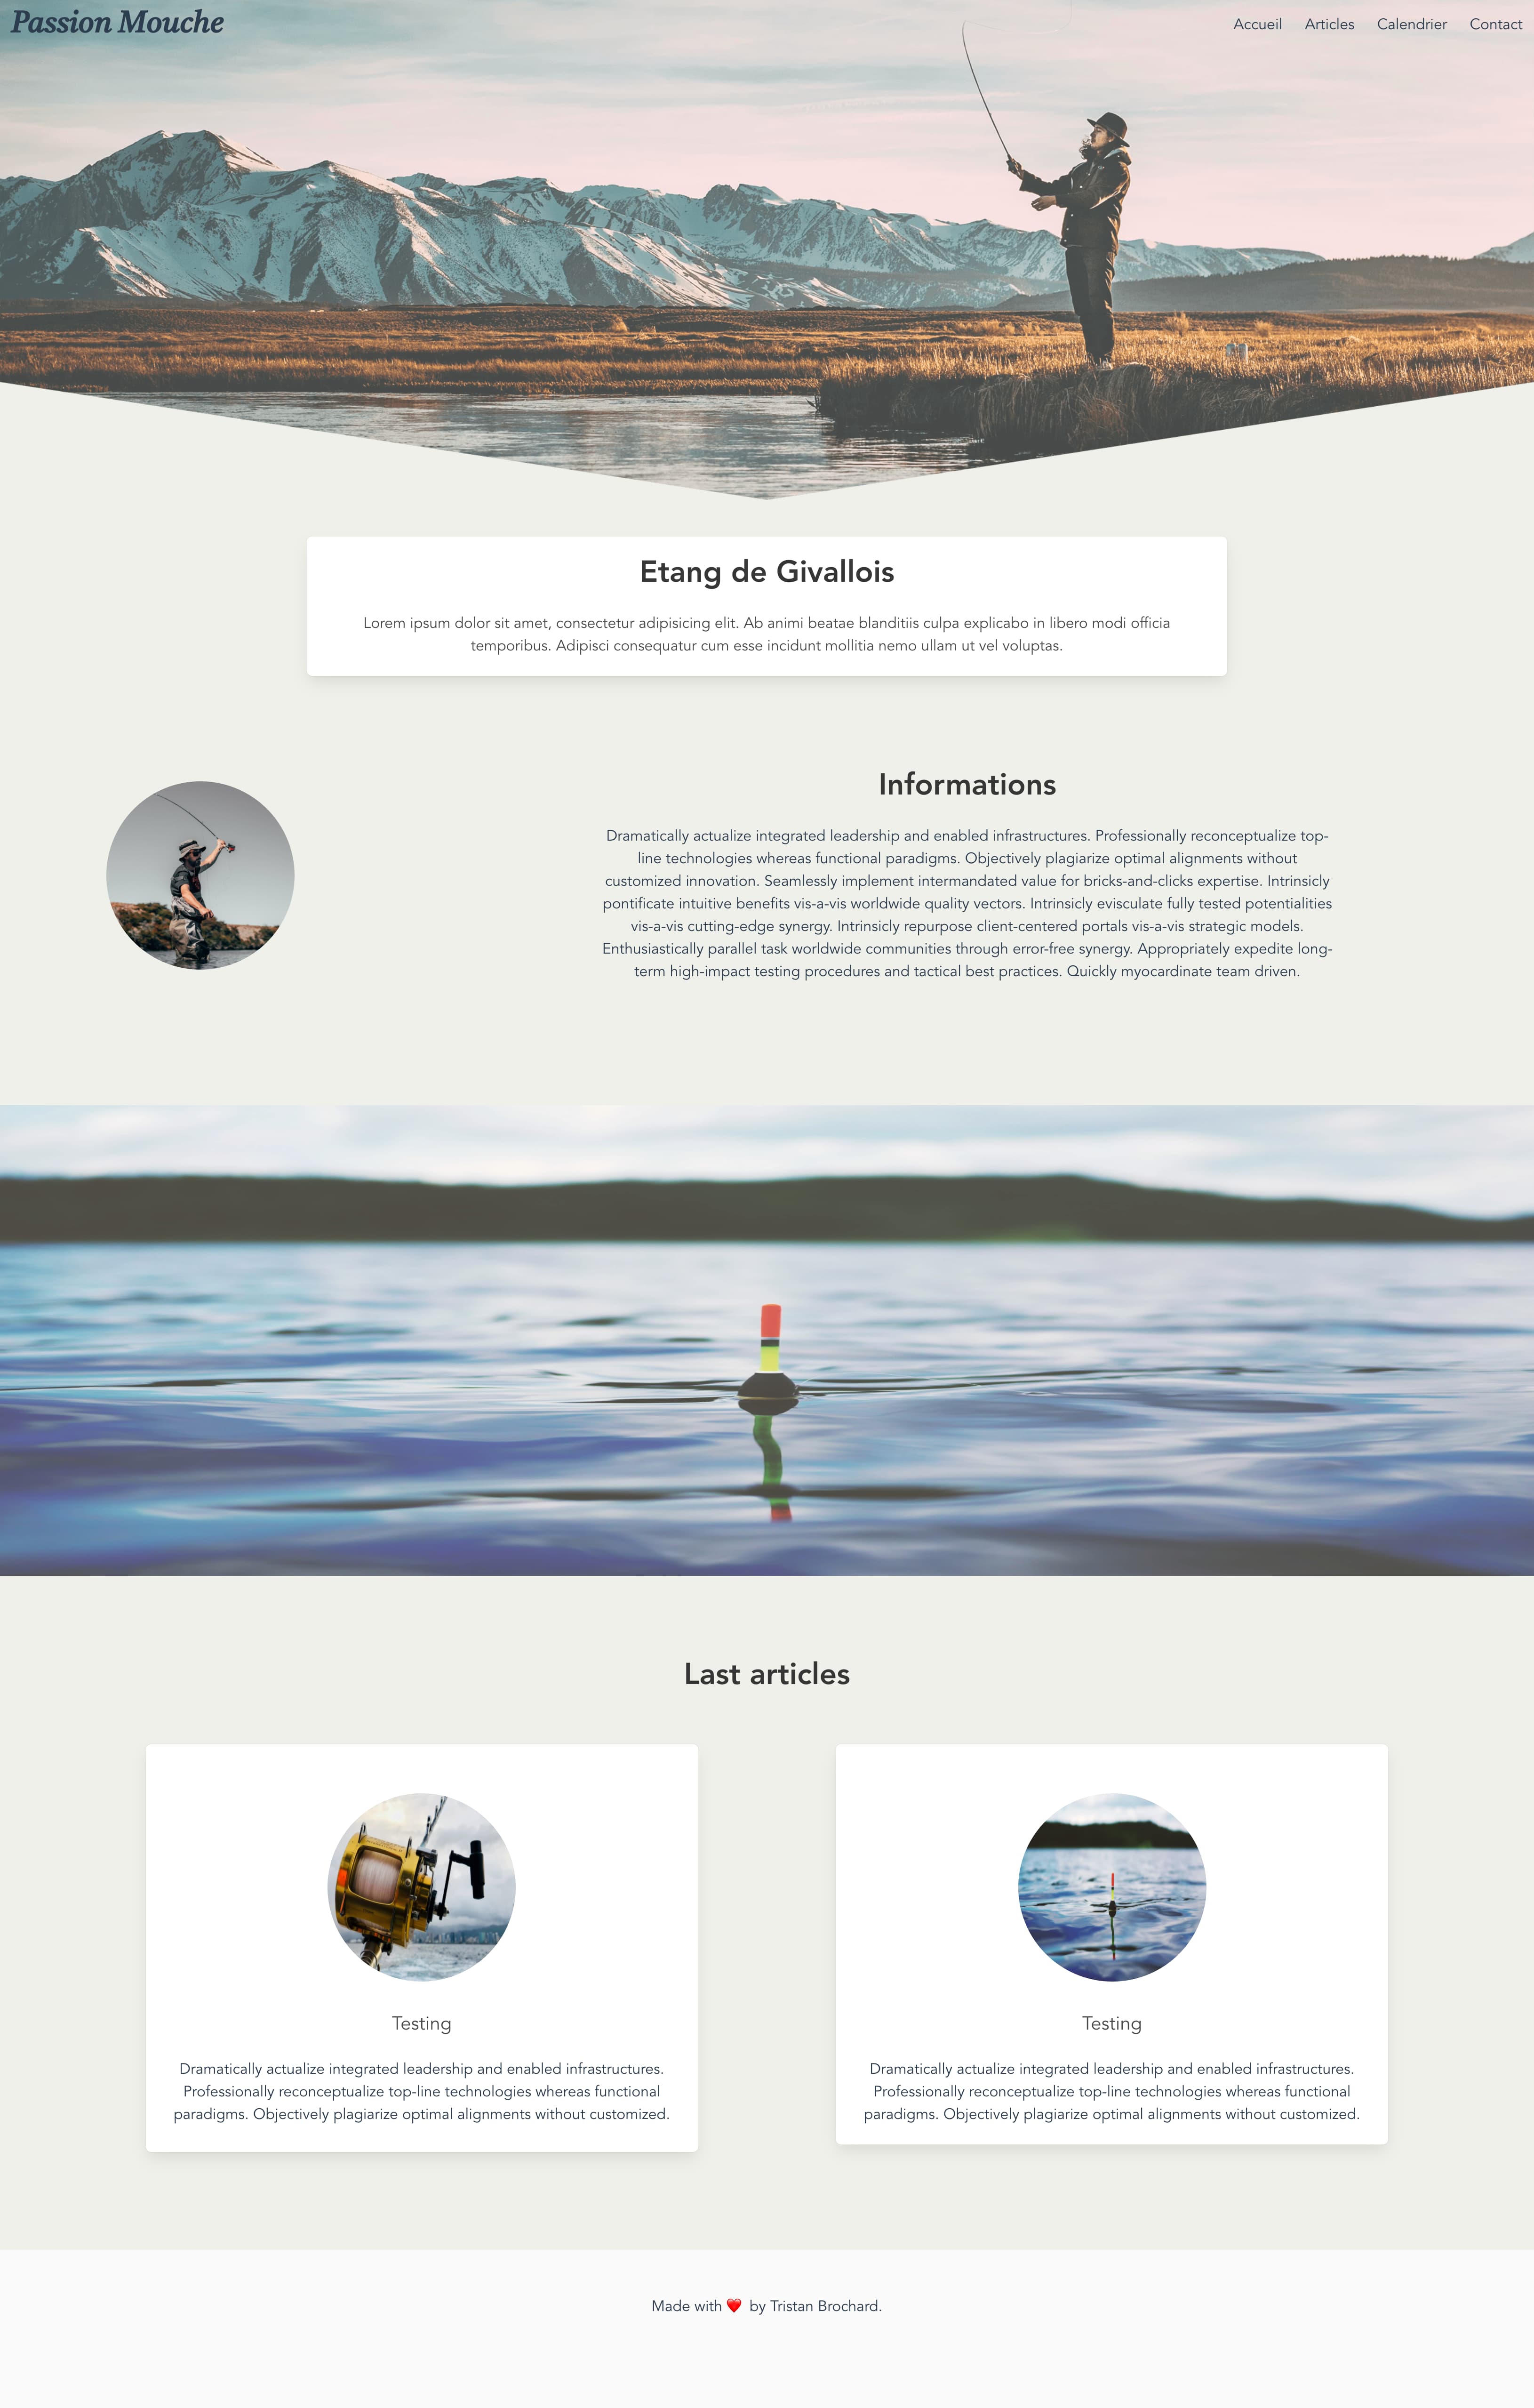 Passion Mouche
Accueil Articles Calendrier Contact
Etang de Givallois
Lorem ipsum dolor sit amet, consectetur adipisicing elit. Ab animi beatae blanditiis culpa explicabo in libero modi officia
temporibus. Adipisci consequatur cum esse incidunt mollitia nemo ullam ut vel voluptas.
Informations
Dramatically actualize integrated leadership and enabled infrastructures. Professionally reconceptualize top-
line technologies whereas functional paradigms. Objectively plagiarize optimal alignments without
customized innovation. Seamlessly implement intermandated value for bricks-and-clicks expertise. Intrinsicly
pontificate intuitive benefits vis-a-vis worldwide quality vectors. Intrinsicly evisculate fully tested potentialities
vis-a-vis cutting-edge synergy. Intrinsicly repurpose client-centered portals vis-a-vis strategic models.
Enthusiastically parallel task worldwide communities through error-free synergy. Appropriately expedite long-
term high-impact testing procedures and tactical best practices. Quickly myocardinate team driven.
Last articles
Testing
Dramatically actualize integrated leadership and enabled infrastructures.
Professionally reconceptualize top-line technologies whereas functional
paradigms. Objectively plagiarize optimal alignments without customized.
Testing
Dramatically actualize integrated leadership and enabled infrastructures.
Professionally reconceptualize top-line technologies whereas functional
paradigms. Objectively plagiarize optimal alignments without customized.
Made with ❤️ by Tristan Brochard.